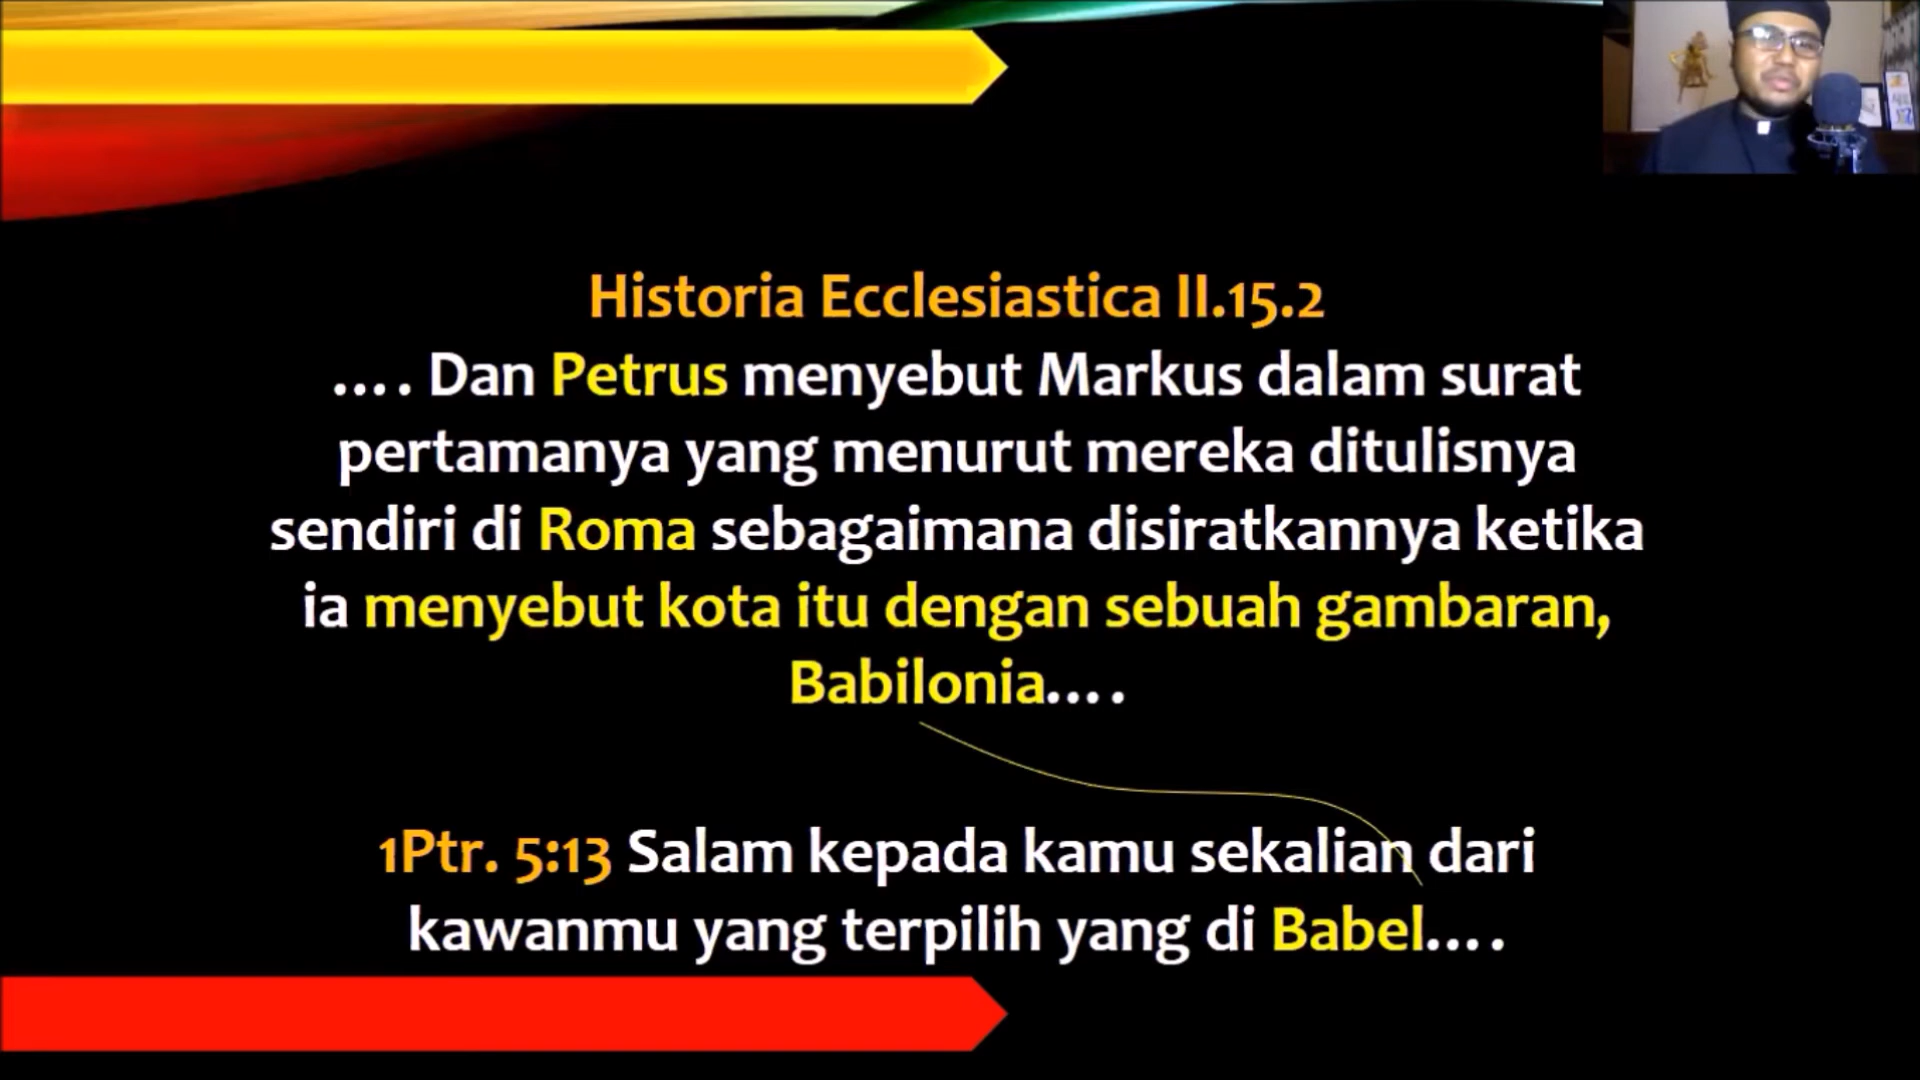 Historia Ecclesiastica II.15.2
.... Dan Petrus menyebut Markus dalam surat
pertamanya yang menurut mereka ditulisnya
sendiri di Roma sebagaimana disiratkannya ketika
ia menyebut kota itu dengan sebuah gambaran,
Babilonia....
1Ptr. 5:13 Salam kepada kamu sekalian dari
kawanmu yang terpilih yang di Babel....